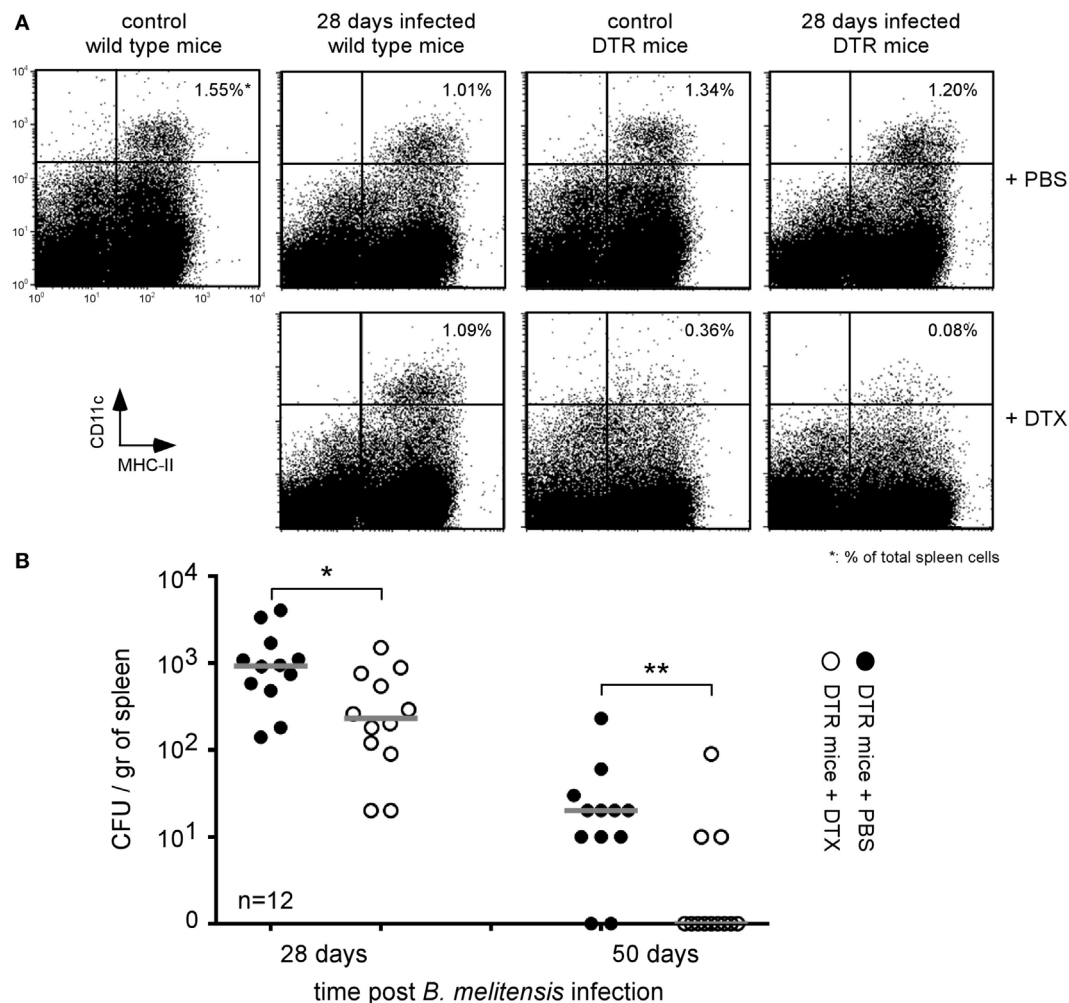 A
control
wild type mice
28 days infected
wild type mice
control
DTR mice
28 days infected
DTR mice
10⁴
10³
10²
10¹
10⁰
10⁰ 10¹ 10² 10³ 10⁴
1.55%*
1.01%
1.34%
1.20%
+ PBS
CD11c
MHC-II
1.09%
0.36%
0.08%
+ DTX
*: % of total spleen cells
B
CFU / gr of spleen
10⁴
10³
10²
10¹
0
*
**
n=12
28 days
50 days
time post B. melitensis infection
DTR mice + PBS
DTR mice + DTX